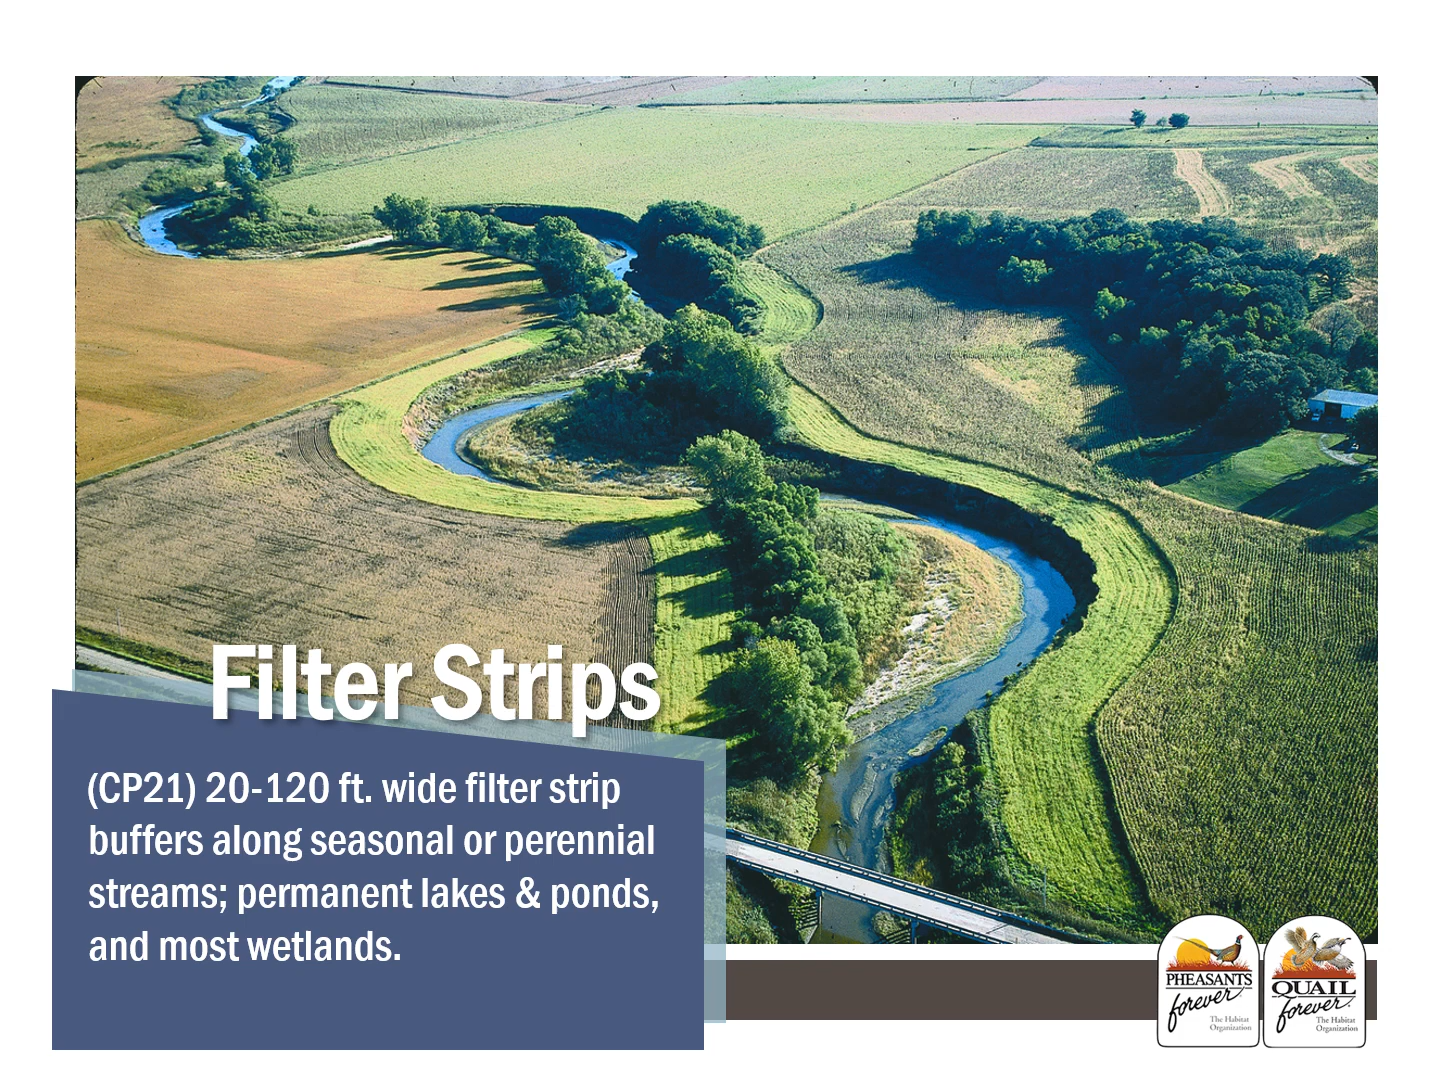 Filter Strips
(CP21) 20-120 ft. wide filter strip
buffers along seasonal or perennial
streams; permanent lakes & ponds,
and most wetlands.
PHEASANTS
forever
The Habitat
Organization
QUAIL
forever
The Habitat
Organization